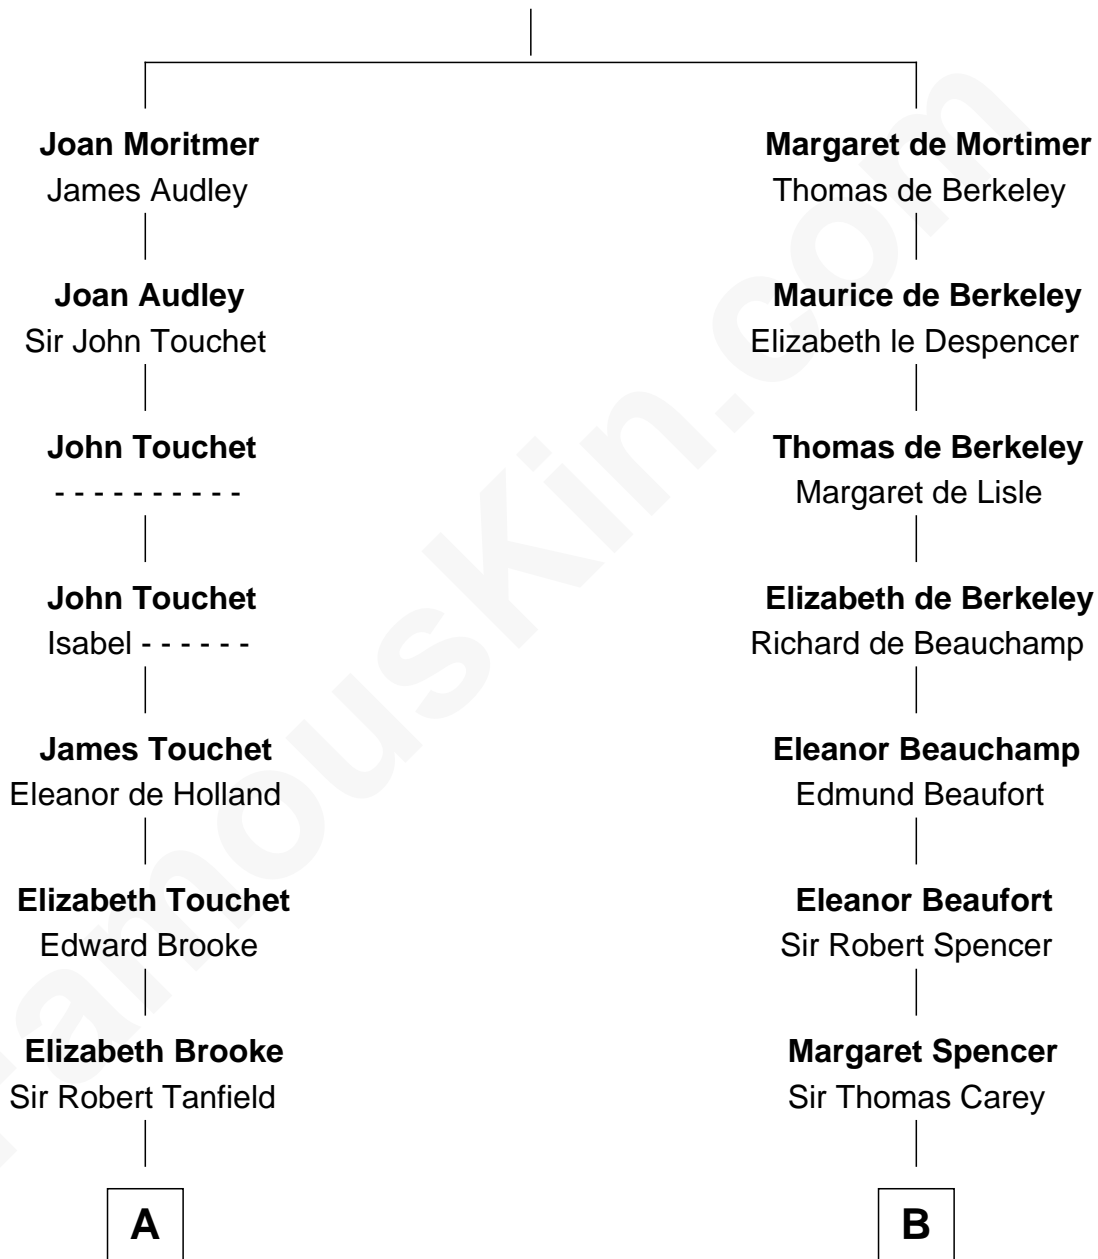 Joan Moritmer
James Audley
Joan Audley
Sir John Touchet
John Touchet
- - - - - - - - - -
John Touchet
Isabel - - - - - -
James Touchet
Eleanor de Holland
Elizabeth Touchet
Edward Brooke
Elizabeth Brooke
Sir Robert Tanfield
A
Margaret de Mortimer
Thomas de Berkeley
Maurice de Berkeley
Elizabeth le Despencer
Thomas de Berkeley
Margaret de Lisle
Elizabeth de Berkeley
Richard de Beauchamp
Eleanor Beauchamp
Edmund Beaufort
Eleanor Beaufort
Sir Robert Spencer
Margaret Spencer
Sir Thomas Carey
B
FamousKin.com